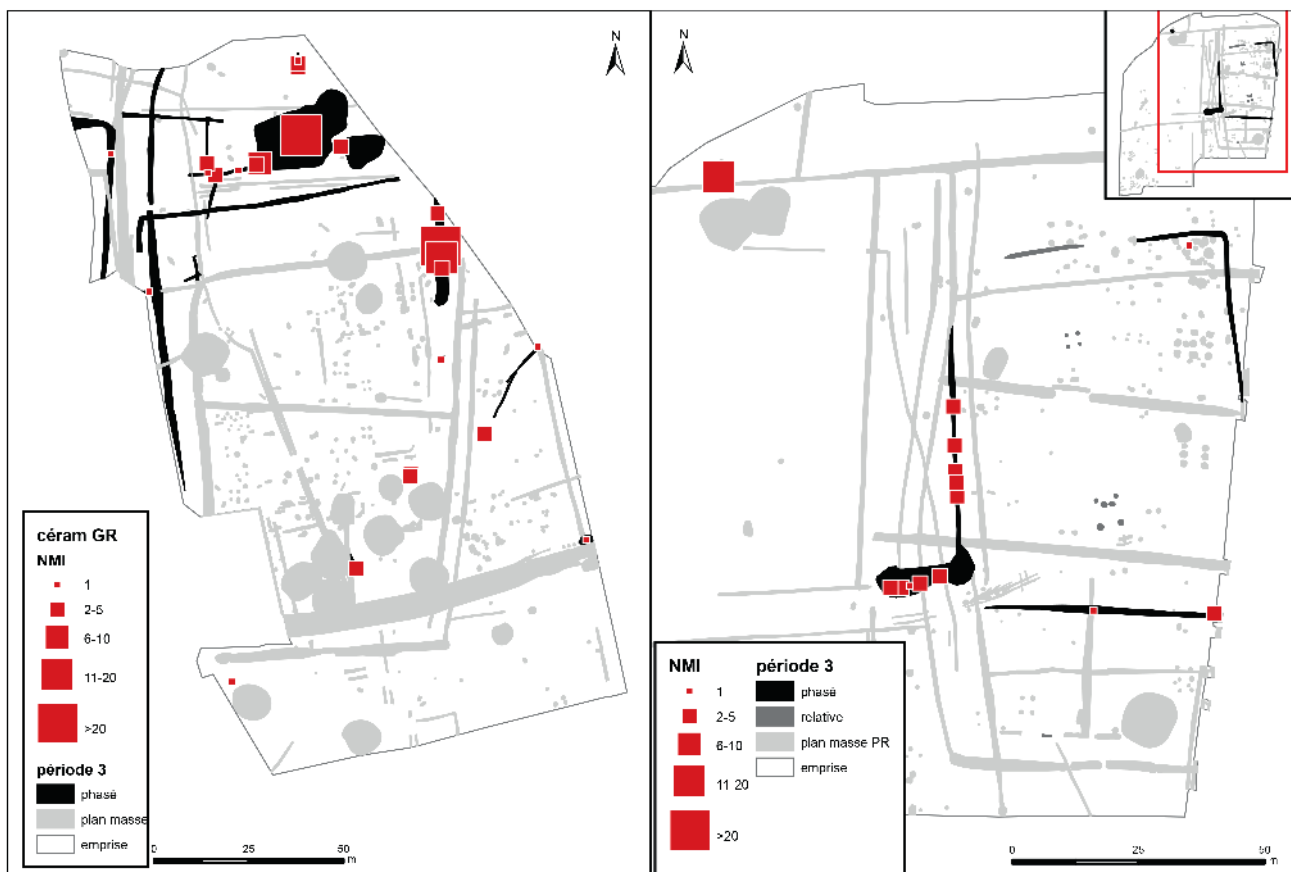 N
céram GR
NMI
1
2-5
6-10
11-20
>20
période 3
phasé
plan masse
emprise
0 25 50
m
N
NMI
1
2-5
6-10
11 20
>20
période 3
phasé
relative
plan masse PR
emprise
0 25 50
m